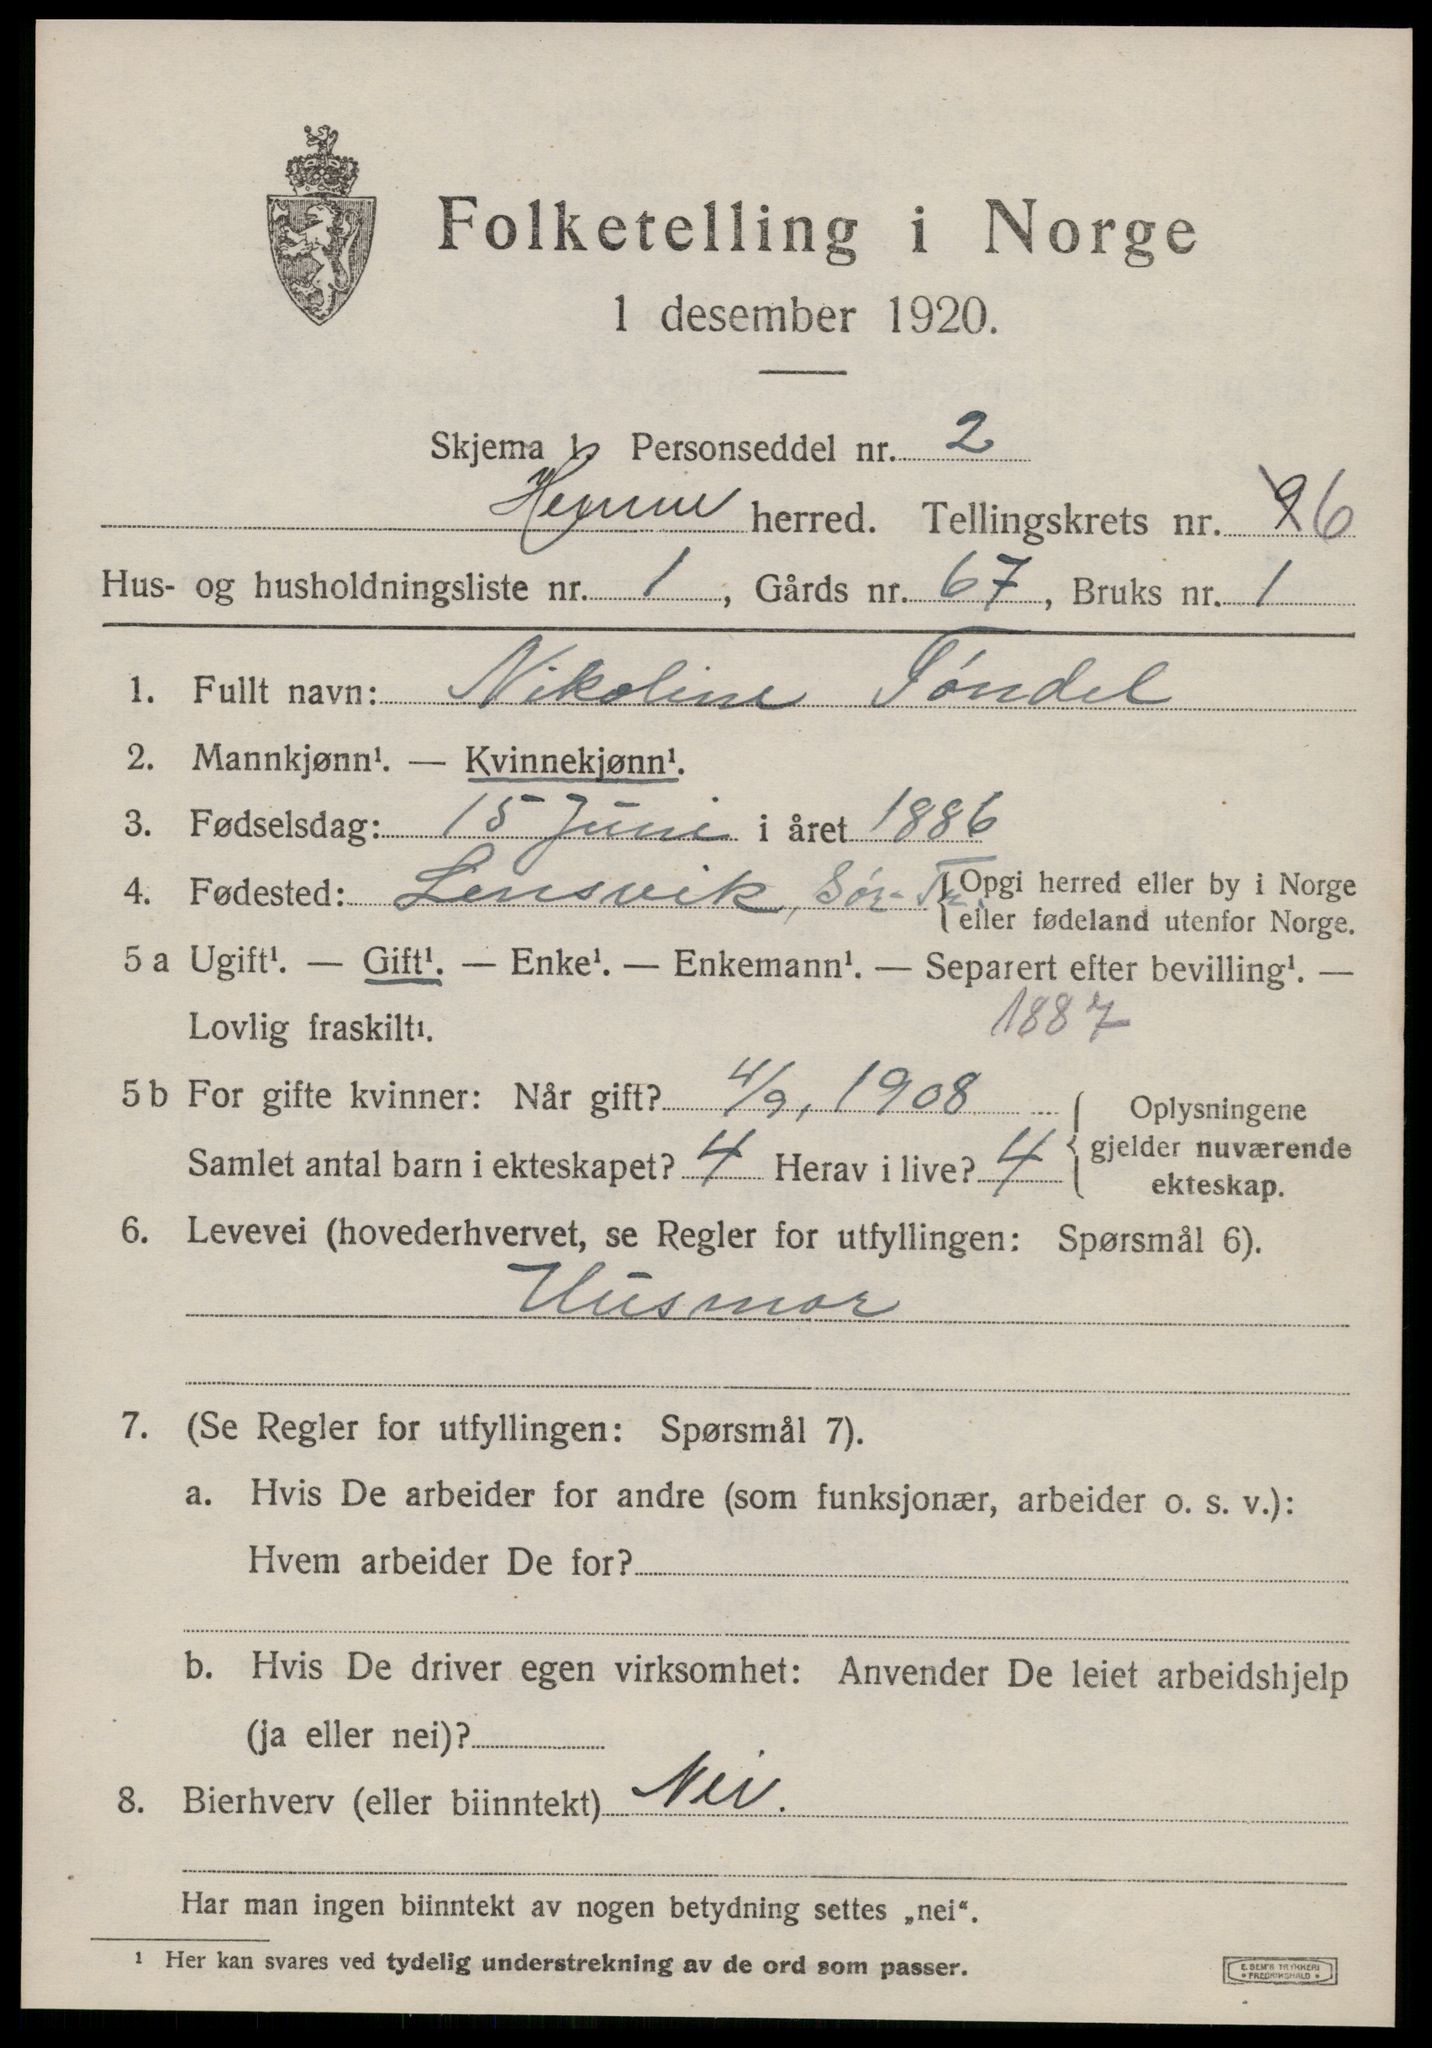 Folketelling i Norge
1 desember 1920.
Skjema 1. Personseddel nr. 2
Hemne herred. Tellingskrets nr. 9 6
Hus- og husholdningsliste nr. 1, Gårds nr. 67, Bruks nr. 1
1. Fullt navn: Nikoline Tøndel
2. Mannkjønn¹. — Kvinnekjønn¹.
3. Fødselsdag: 15 Juni i året 1886
4. Fødested: Lensvik, Sør-Tr. {Opgi herred eller by i Norge
eller fødeland utenfor Norge.
5 a Ugift¹. — Gift¹. — Enke¹. — Enkemann¹. — Separert efter bevilling¹. —
Lovlig fraskilt¹. 1887
5 b For gifte kvinner: Når gift? 4/9, 1908 { Oplysningene
Samlet antal barn i ekteskapet? 4 Herav i live? 4 gjelder nuværende
ekteskap.
6. Levevei (hovederhvervet, se Regler for utfyllingen: Spørsmål 6).
Husmor
7. (Se Regler for utfyllingen: Spørsmål 7).
a. Hvis De arbeider for andre (som funksjonær, arbeider o. s. v.):
Hvem arbeider De for?
b. Hvis De driver egen virksomhet: Anvender De leiet arbeidshjelp
(ja eller nei)?
8. Bierhverv (eller biinntekt) Nei.
Har man ingen biinntekt av nogen betydning settes „nei“.
¹ Her kan svares ved tydelig understrekning av de ord som passer.
E. SEM'S TRYKKERI
• FREDRIKSHALD •